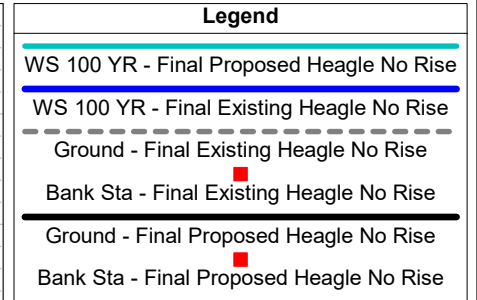 Legend
WS 100 YR - Final Proposed Heagle No Rise
WS 100 YR - Final Existing Heagle No Rise
Ground - Final Existing Heagle No Rise
Bank Sta - Final Existing Heagle No Rise
Ground - Final Proposed Heagle No Rise
Bank Sta - Final Proposed Heagle No Rise